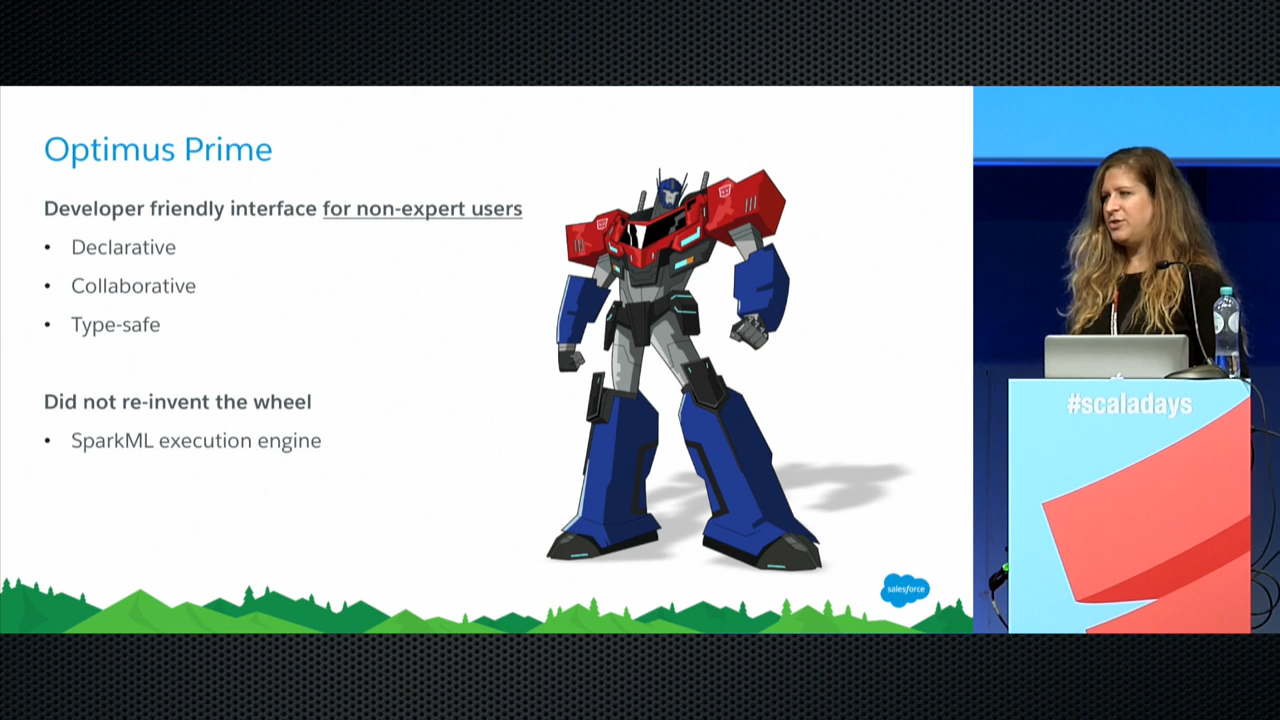 Optimus Prime
Developer friendly interface for non-expert users
• Declarative
• Collaborative
• Type-safe
Did not re-invent the wheel
• SparkML execution engine
salesforce
#scaladays